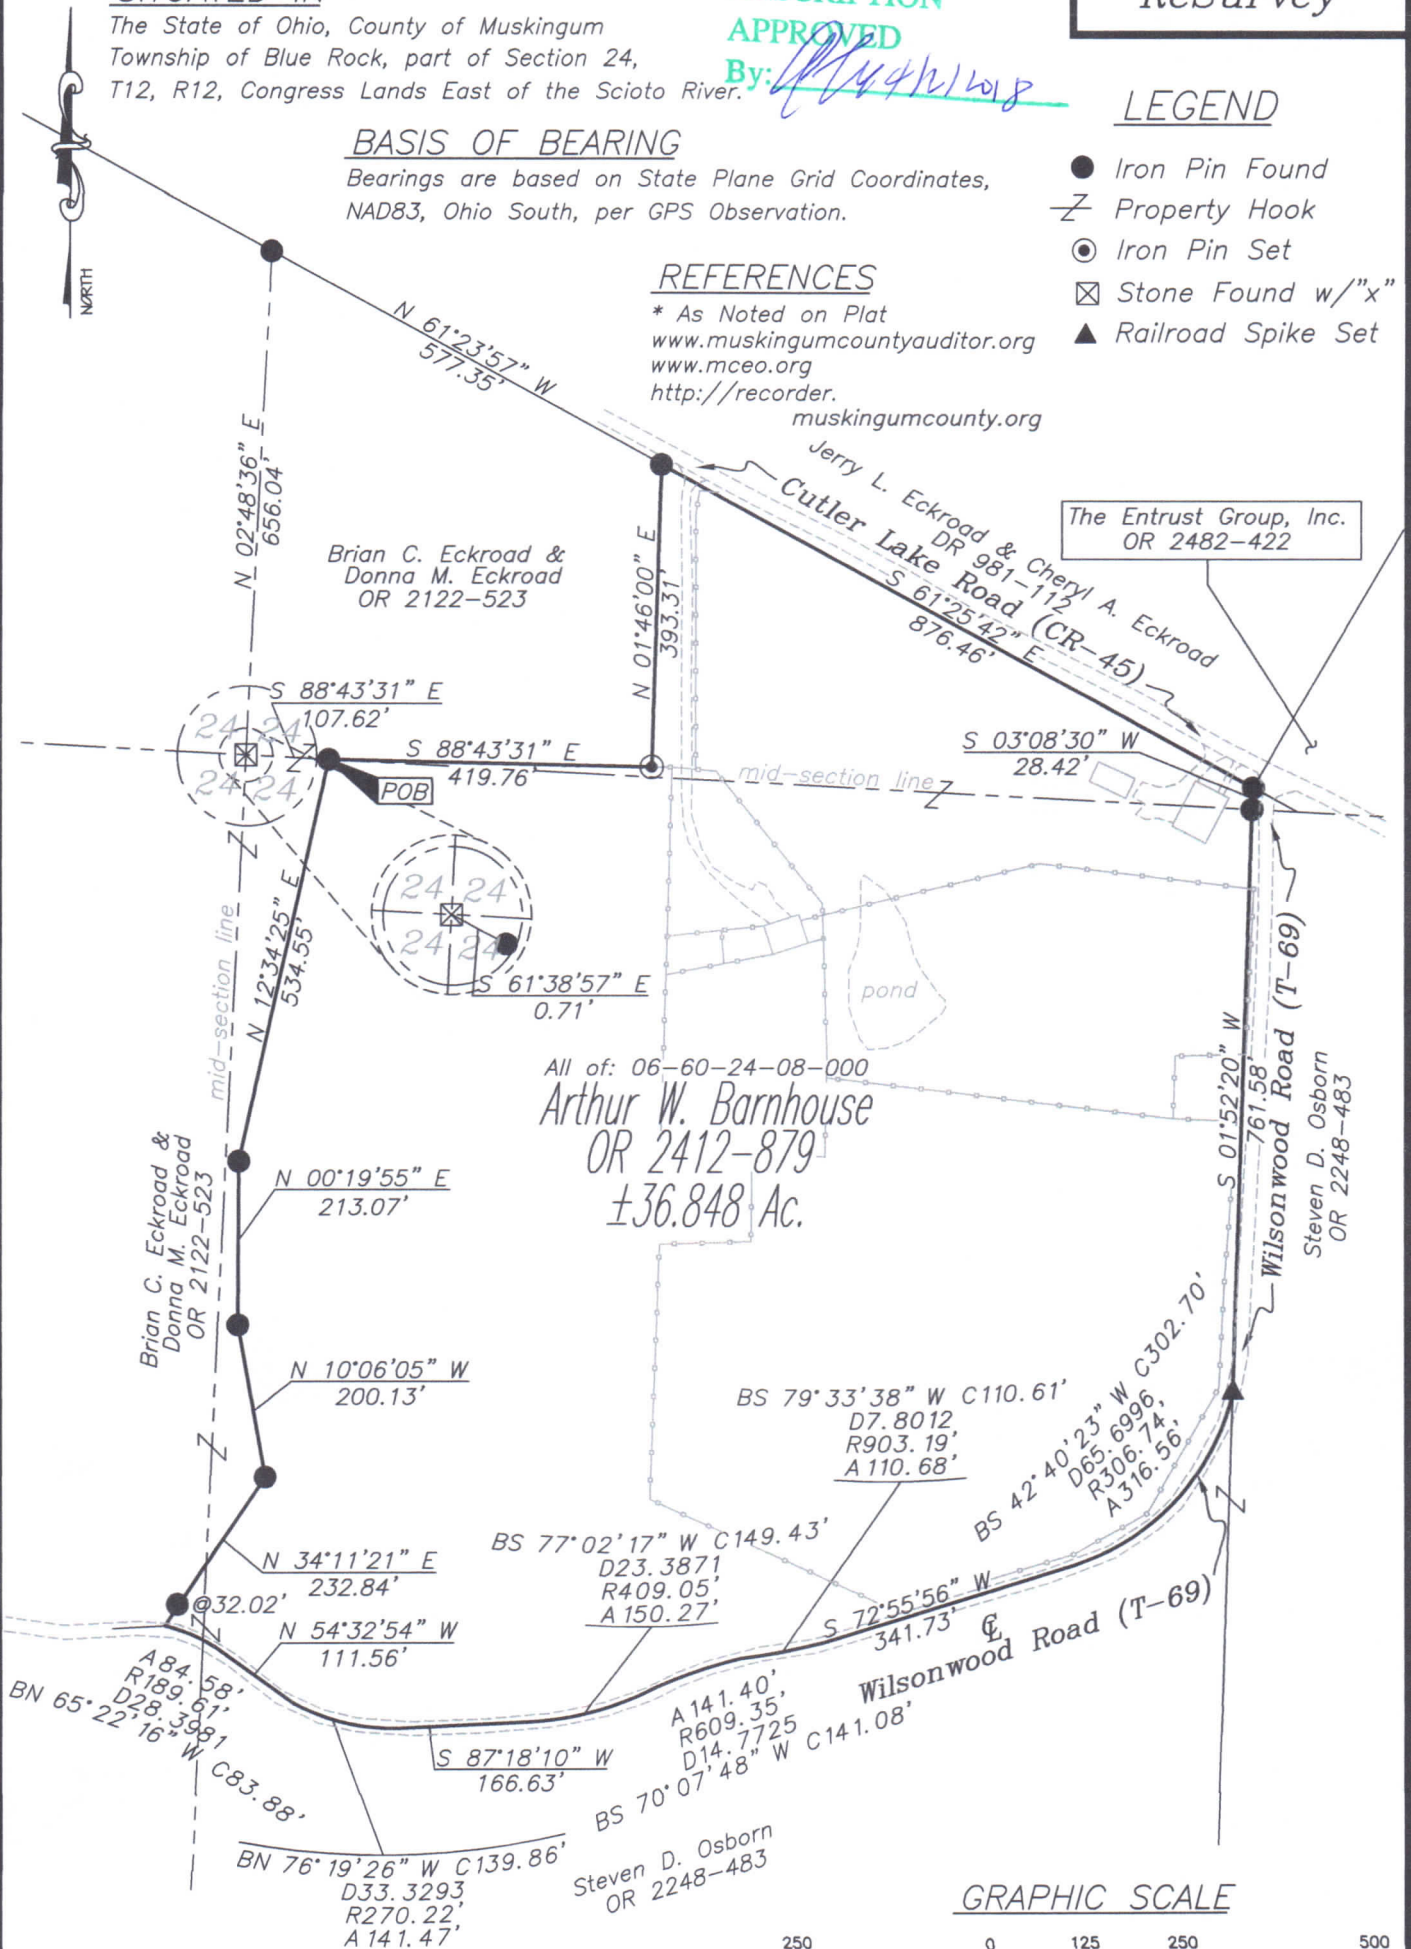 The State of Ohio, County of Muskingum
Township of Blue Rock, part of Section 24,
T12, R12, Congress Lands East of the Scioto River.
APPROVED
By:
ReSurvey
NORTH
BASIS OF BEARING
Bearings are based on State Plane Grid Coordinates,
NAD83, Ohio South, per GPS Observation.
LEGEND
Iron Pin Found
Property Hook
Iron Pin Set
Stone Found w/"x"
Railroad Spike Set
REFERENCES
* As Noted on Plat
www.muskingumcountyauditor.org
www.mceo.org
http://recorder.
muskingumcounty.org
N 61°23'57" W
577.35'
N 02°48'36" E
656.04'
Brian C. Eckroad &
Donna M. Eckroad
OR 2122-523
N 01°46'00" E
393.31'
Jerry L. Eckroad & Cheryl A. Eckroad
DR 981-112
Cutler Lake Road (CR-45)
S 61°25'42" E
876.46'
The Entrust Group, Inc.
OR 2482-422
S 88°43'31" E
107.62'
24 24
24 24
S 88°43'31" E
419.76'
POB
mid-section line
S 03°08'30" W
28.42'
24 24
24 24
S 61°38'57" E
0.71'
N 12°34'25" E
534.55'
mid-section line
pond
All of: 06-60-24-08-000
Arthur W. Barnhouse
OR 2412-879
±36.848 Ac.
S 01°52'20" W
761.58'
Wilsonwood Road (T-69)
Steven D. Osborn
OR 2248-483
Brian C. Eckroad &
Donna M. Eckroad
OR 2122-523
N 00°19'55" E
213.07'
N 10°06'05" W
200.13'
N 34°11'21" E
232.84'
@32.02'
N 54°32'54" W
111.56'
A84.58'
R189.61'
D28.3981
BN 65°22'16" W C83.88'
BS 79°33'38" W C110.61'
D7.8012
R903.19'
A110.68'
BS 42°40'23" W C302.70'
D65.6996,
R306.74,
A316.56'
BS 77°02'17" W C149.43'
D23.3871
R409.05'
A150.27'
S 72°55'56" W
341.73'
℄
Wilsonwood Road (T-69)
A141.40'
R609.35'
D14.7725
BS 70°07'48" W C141.08'
S 87°18'10" W
166.63'
BN 76°19'26" W C139.86'
D33.3293
R270.22'
A141.47'
Steven D. Osborn
OR 2248-483
GRAPHIC SCALE
250 0 125 250 500